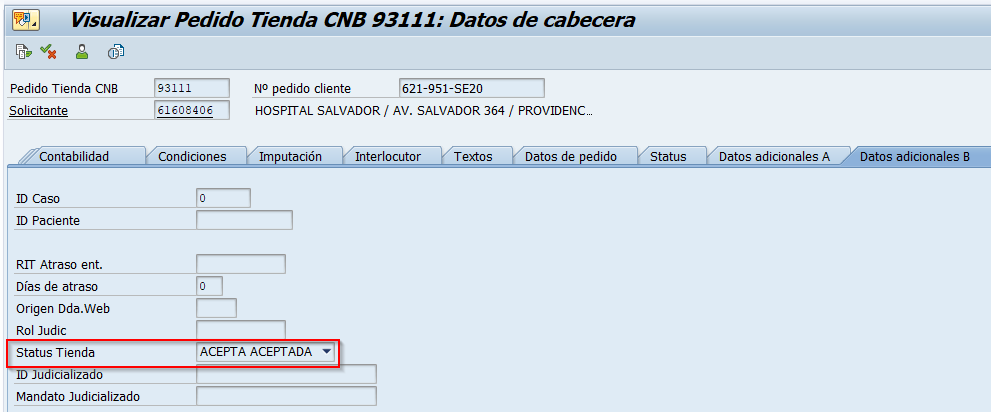 Visualizar Pedido Tienda CNB 93111: Datos de cabecera
Pedido Tienda CNB 93111 Nº pedido cliente 621-951-SE20
Solicitante 61608406 HOSPITAL SALVADOR / AV. SALVADOR 364 / PROVIDENC...
Contabilidad Condiciones Imputación Interlocutor Textos Datos de pedido Status Datos adicionales A Datos adicionales B
ID Caso 0
ID Paciente
RIT Atraso ent.
Días de atraso 0
Origen Dda.Web
Rol Judic
Status Tienda ACEPTA ACEPTADA
ID Judicializado
Mandato Judicializado